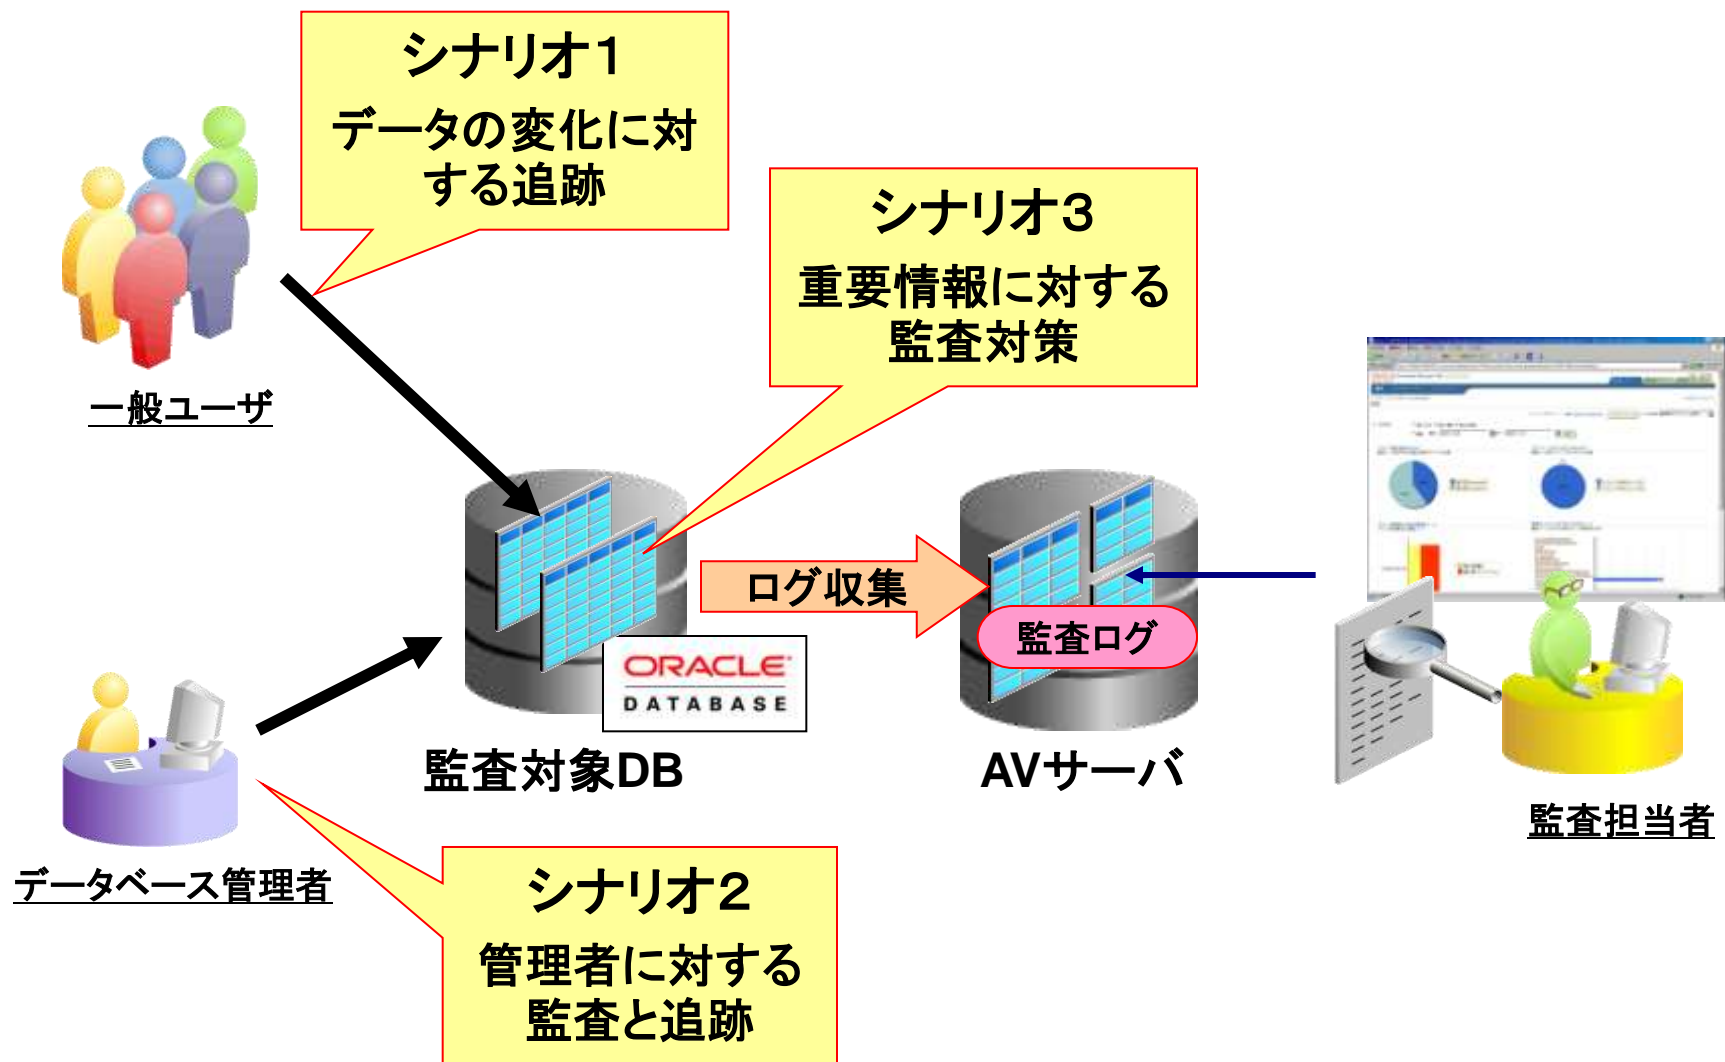 シナリオ１
データの変化に対
する追跡
シナリオ３
重要情報に対する
監査対策
一般ユーザ
ログ収集
監査ログ
ORACLE
DATABASE
監査対象DB
AVサーバ
監査担当者
データベース管理者
シナリオ２
管理者に対する
監査と追跡